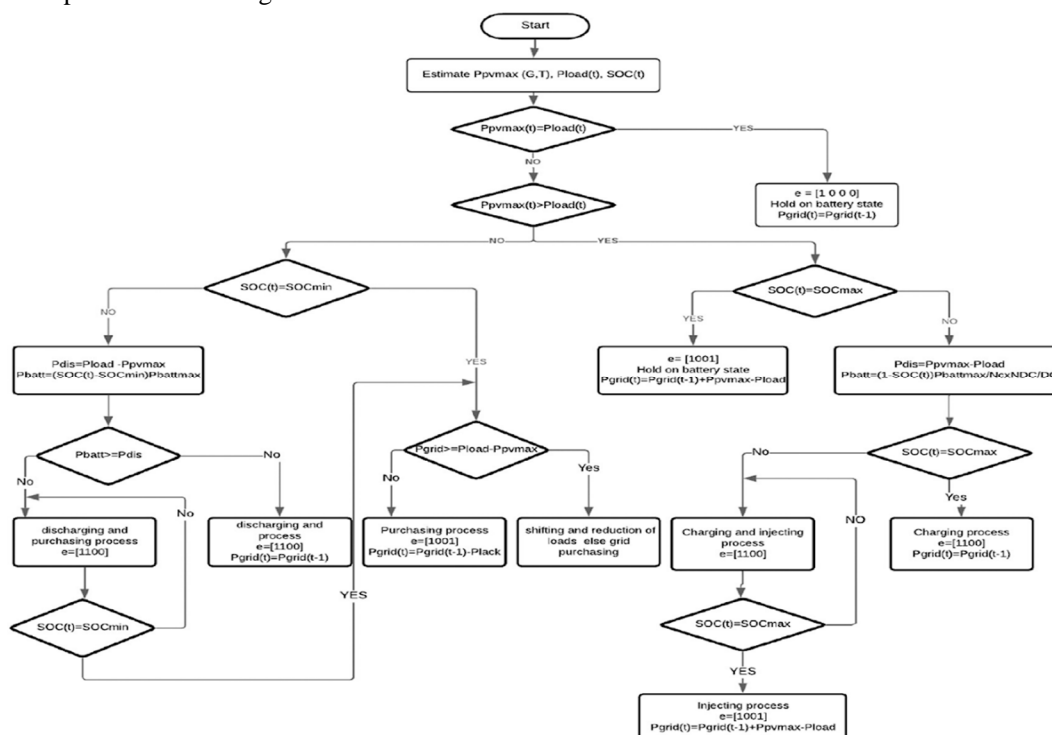 Start
Estimate Ppvmax (G,T), Pload(t), SOC(t)
Ppvmax(t)=Pload(t)
YES
NO
e = [1 0 0 0]
Hold on battery state
Pgrid(t)=Pgrid(t-1)
Ppvmax(t)>Pload(t)
NO
YES
SOC(t)=SOCmin
SOC(t)=SOCmax
NO
YES
YES
NO
Pdis=Pload -Ppvmax
Pbatt=(SOC(t)-SOCmin)Pbattmax
e= [1001]
Hold on battery state
Pgrid(t)=Pgrid(t-1)+Ppvmax-Pload
Pdis=Ppvmax-Pload
Pbatt=(1-SOC(t))Pbattmax/NcxNDC/DC
Pbatt>=Pdis
No
No
Pgrid>=Pload-Ppvmax
No
Yes
SOC(t)=SOCmax
No
Yes
discharging and
purchasing process
e=[1100]
No
discharging and
process
e=[1100]
Pgrid(t)=Pgrid(t-1)
Purchasing process
e=[1001]
Pgrid(t)=Pgrid(t-1)-Plack
shifting and reduction of
loads else grid
purchasing
Charging and injecting
process
e=[1100]
NO
Charging process
e=[1100]
Pgrid(t)=Pgrid(t-1)
SOC(t)=SOCmin
YES
SOC(t)=SOCmax
YES
Injecting process
e=[1001]
Pgrid(t)=Pgrid(t-1)+Ppvmax-Pload